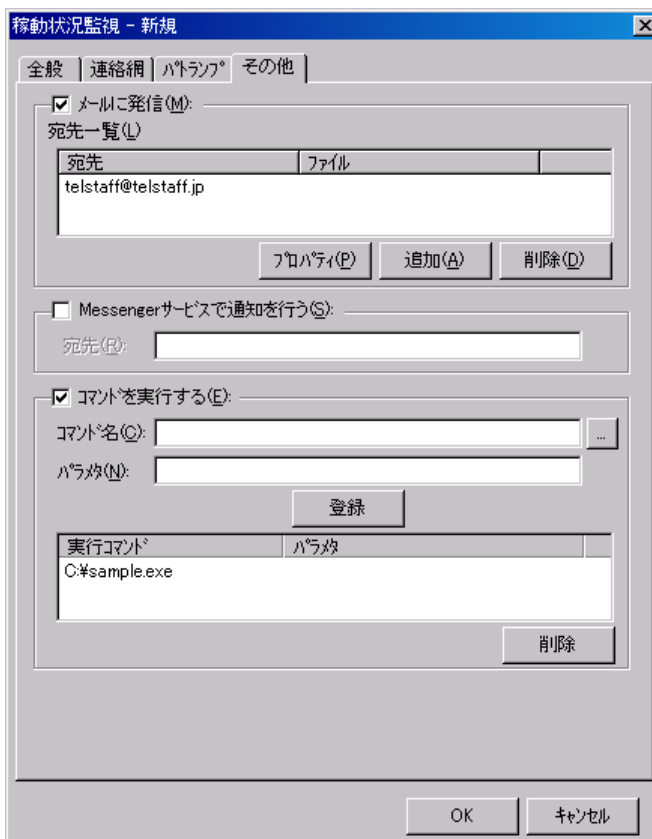 稼動状況監視 - 新規
全般 連絡網 ﾊﾟﾄﾗﾝﾌﾟ その他
ﾒｰﾙに発信(M):
宛先一覧(L)
宛先 ﾌｧｲﾙ
telstaff@telstaff.jp
ﾌﾟﾛﾊﾟﾃｨ(P) 追加(A) 削除(D)
Messengerｻｰﾋﾞｽで通知を行う(S):
宛先(R):
ｺﾏﾝﾄﾞを実行する(E):
ｺﾏﾝﾄﾞ名(C): ...
ﾊﾟﾗﾒﾀ(N):
登録
実行ｺﾏﾝﾄﾞ ﾊﾟﾗﾒﾀ
C:¥sample.exe
削除
OK ｷｬﾝｾﾙ